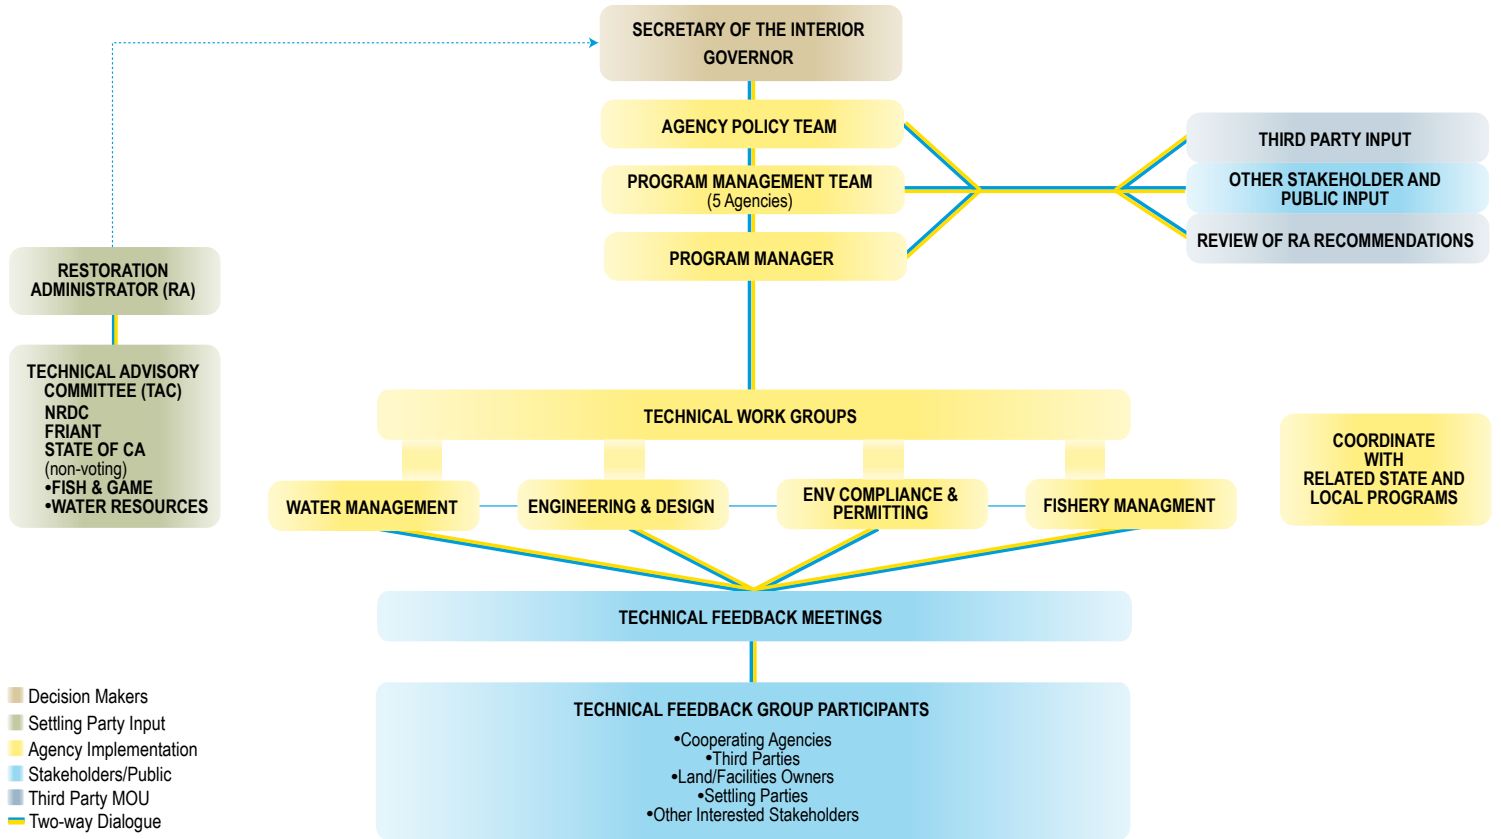 SECRETARY OF THE INTERIOR
GOVERNOR
AGENCY POLICY TEAM
PROGRAM MANAGEMENT TEAM
(5 Agencies)
PROGRAM MANAGER
THIRD PARTY INPUT
OTHER STAKEHOLDER AND
PUBLIC INPUT
REVIEW OF RA RECOMMENDATIONS
RESTORATION
ADMINISTRATOR (RA)
TECHNICAL ADVISORY
COMMITTEE (TAC)
NRDC
FRIANT
STATE OF CA
(non-voting)
•FISH & GAME
•WATER RESOURCES
TECHNICAL WORK GROUPS
WATER MANAGEMENT
ENGINEERING & DESIGN
ENV COMPLIANCE &
PERMITTING
FISHERY MANAGMENT
COORDINATE
WITH
RELATED STATE AND
LOCAL PROGRAMS
TECHNICAL FEEDBACK MEETINGS
TECHNICAL FEEDBACK GROUP PARTICIPANTS
•Cooperating Agencies
•Third Parties
•Land/Facilities Owners
•Settling Parties
•Other Interested Stakeholders
Decision Makers
Settling Party Input
Agency Implementation
Stakeholders/Public
Third Party MOU
Two-way Dialogue